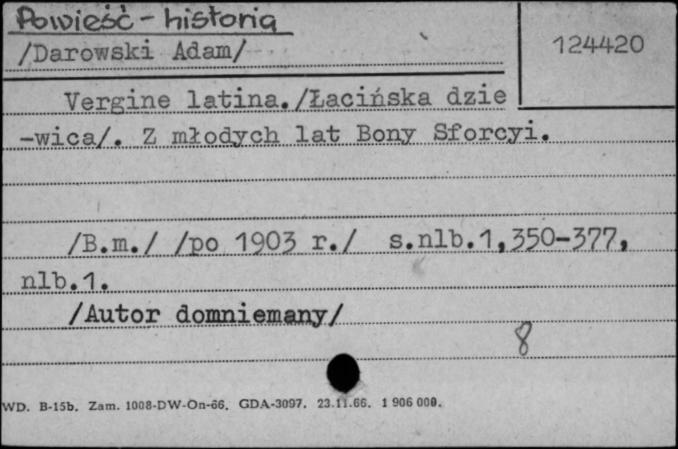 Powieść - historia
/Darowski Adam/
124420
Vergine latina./Łacińska dzie
-wica/. Z młodych lat Bony Sforcyi.
/B.m./ /po 1903 r./ s.nlb.1,350-377,
nlb.1.
/Autor domniemany/
8
WD. B-15b. Zam. 1008-DW-On-66. GDA-3097. 23.11.66. 1 906 000.